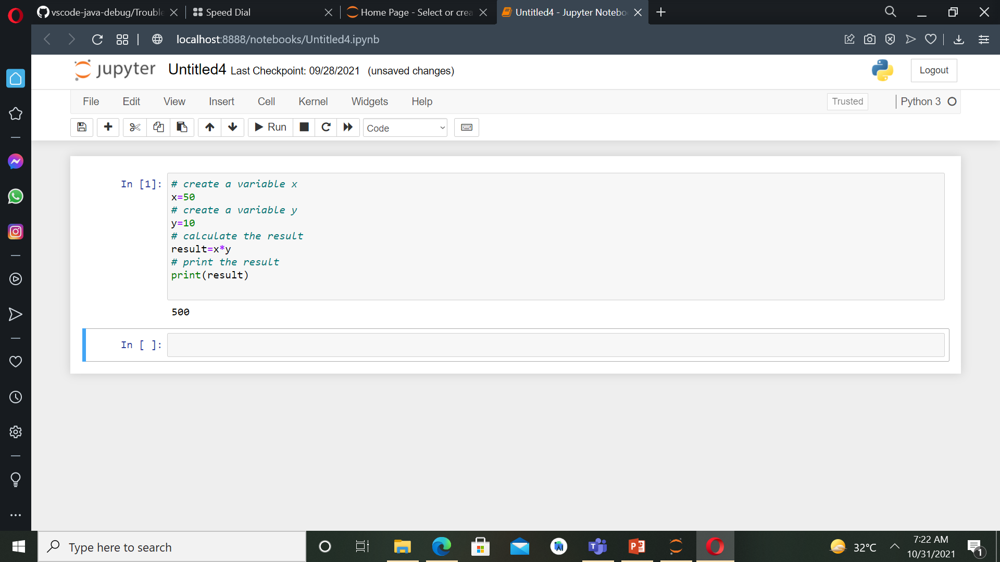 vscode-java-debug/Trouble
Speed Dial
Home Page - Select or crea
Untitled4 - Jupyter Notebo
localhost:8888/notebooks/Untitled4.ipynb
jupyter Untitled4 Last Checkpoint: 09/28/2021 (unsaved changes)
Logout
File Edit View Insert Cell Kernel Widgets Help
Trusted
Python 3
Run
Code
In [1]:
# create a variable x
x=50
# create a variable y
y=10
# calculate the result
result=x*y
# print the result
print(result)
500
In [ ]:
Type here to search
32°C
7:22 AM
10/31/2021
1